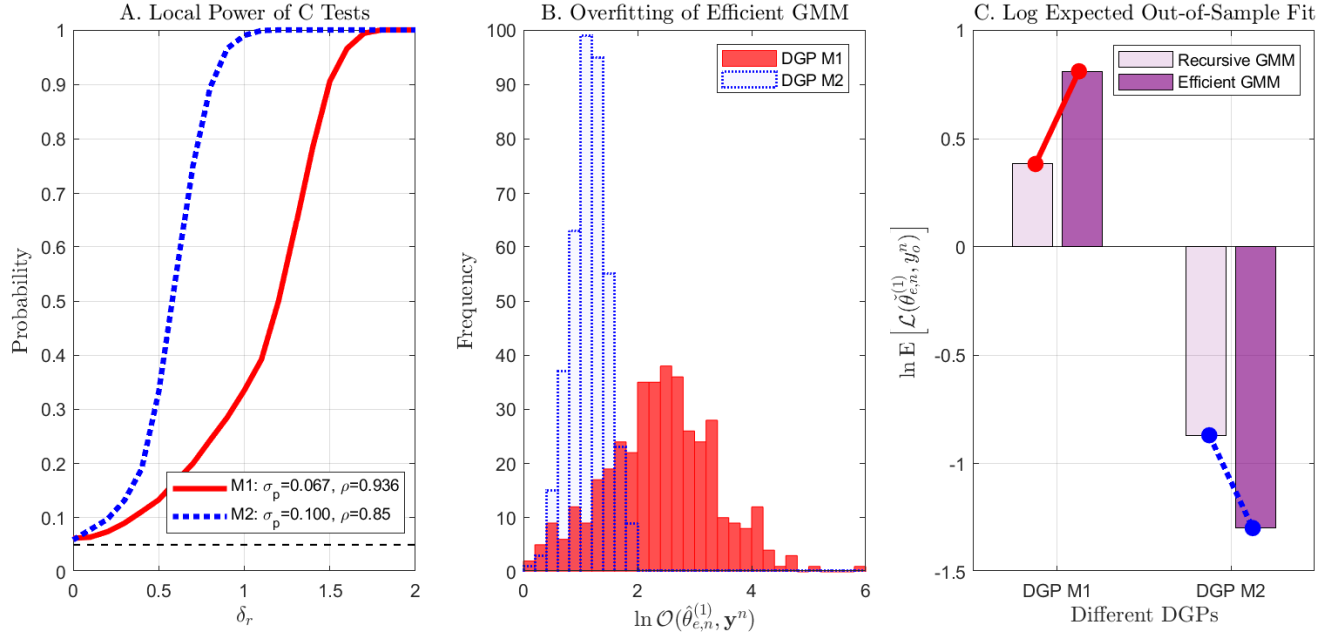 A. Local Power of C Tests
1
0.9
0.8
0.7
0.6
0.5
0.4
0.3
0.2
0.1
0
Probability
M1: σ_p=0.067, ρ=0.936
M2: σ_p=0.100, ρ=0.85
0 0.5 1 1.5 2
δ_r
B. Overfitting of Efficient GMM
100
90
80
70
60
50
40
30
20
10
0
Frequency
DGP M1
DGP M2
0 2 4 6
ln 𝒪(θ̂_{e,n}^{(1)}, 𝐲^n)
C. Log Expected Out-of-Sample Fit
1
0.5
0
-0.5
-1
-1.5
ln E [ℒ(θ̌_{e,n}^{(1)}, y_o^n)]
Recursive GMM
Efficient GMM
DGP M1 DGP M2
Different DGPs